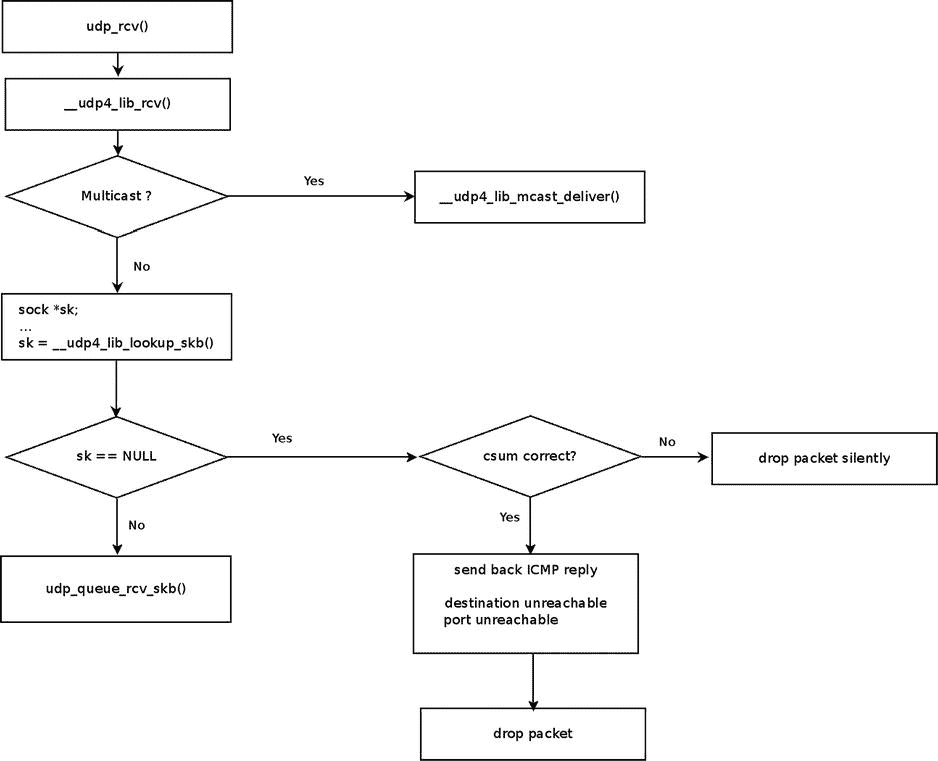 udp_rcv()
__udp4_lib_rcv()
Multicast ?
Yes
__udp4_lib_mcast_deliver()
No
sock *sk;
...
sk = __udp4_lib_lookup_skb()
sk == NULL
Yes
csum correct?
No
drop packet silently
No
udp_queue_rcv_skb()
Yes
send back ICMP reply
destination unreachable
port unreachable
drop packet